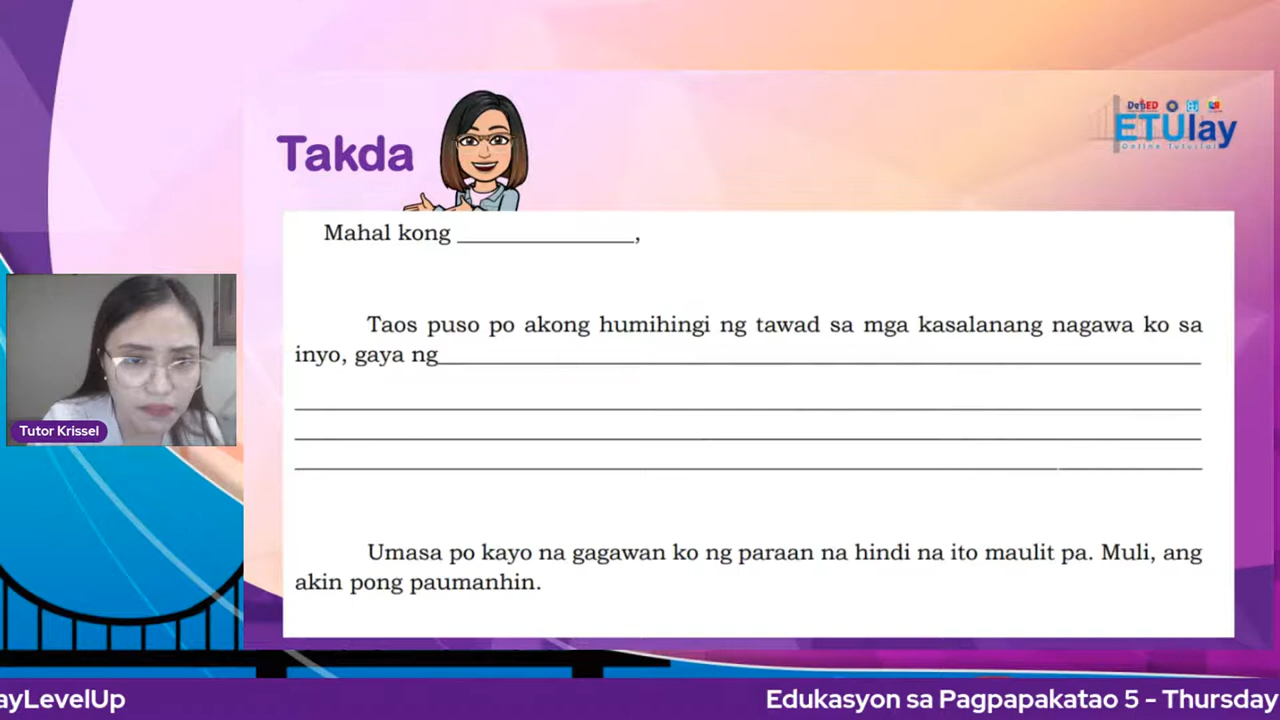 DepED
ETUlay
Online Tutorial
Takda
Mahal kong ______________,
Taos puso po akong humihingi ng tawad sa mga kasalanang nagawa ko sa
inyo, gaya ng
Tutor Krissel
Umasa po kayo na gagawan ko ng paraan na hindi na ito maulit pa. Muli, ang
akin pong paumanhin.
ayLevelUp
Edukasyon sa Pagpapakatao 5 - Thursday